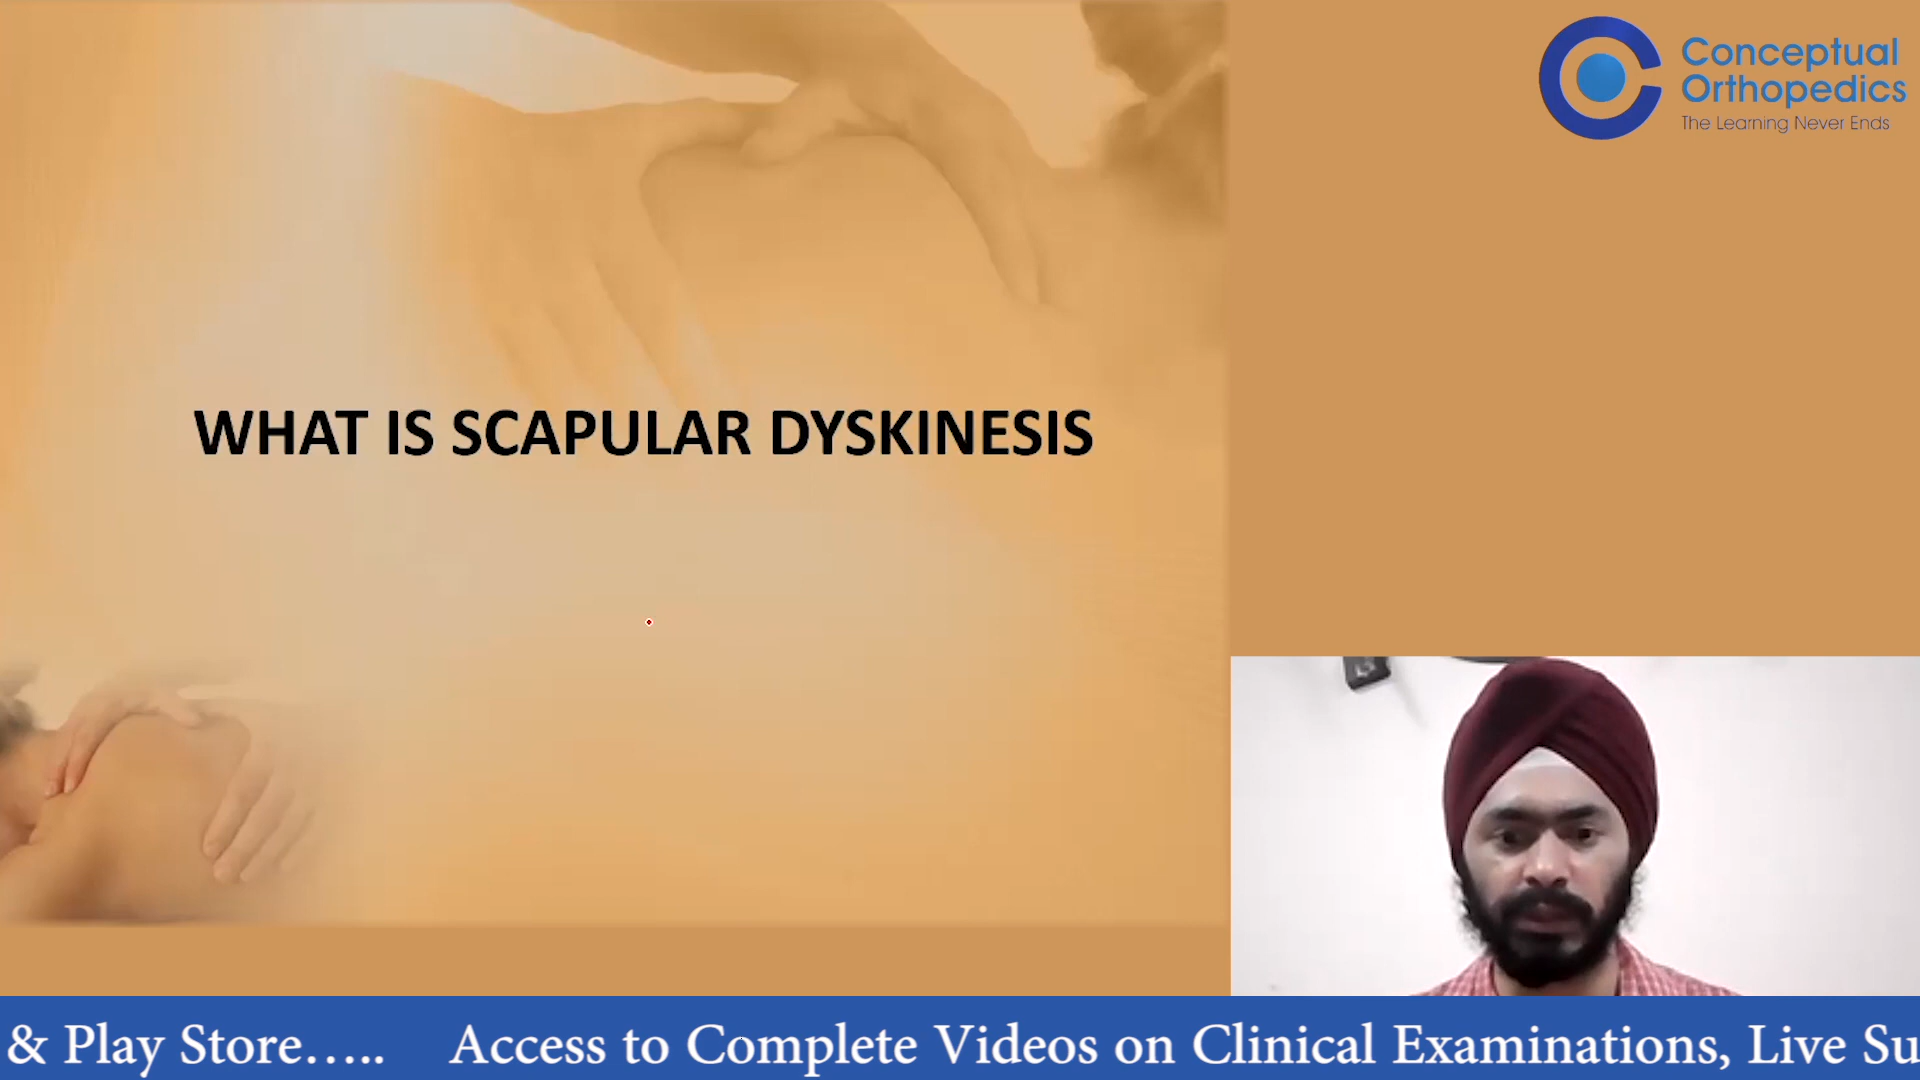 Conceptual
Orthopedics
The Learning Never Ends
WHAT IS SCAPULAR DYSKINESIS
& Play Store..... Access to Complete Videos on Clinical Examinations, Live Su